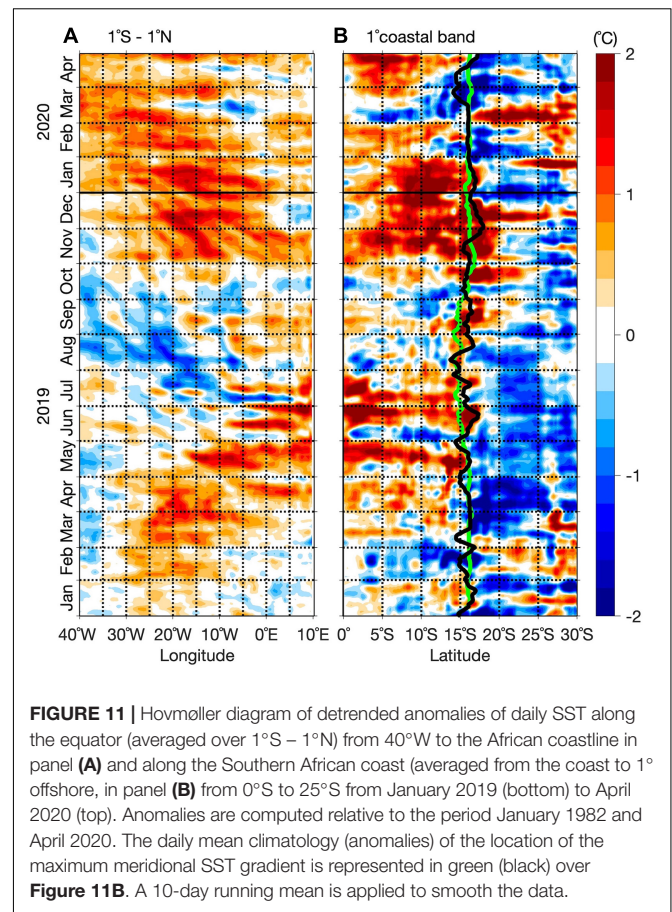 A 1°S - 1°N
B 1°coastal band
(°C)
2
1
0
-1
-2
2020
2019
Apr
Mar
Feb
Jan
Dec
Nov
Oct
Sep
Aug
Jul
Jun
May
Apr
Mar
Feb
Jan
40°W 30°W 20°W 10°W 0°E 10°E
Longitude
0° 5°S 10°S 15°S 20°S 25°S 30°S
Latitude
FIGURE 11 | Hovmøller diagram of detrended anomalies of daily SST along
the equator (averaged over 1°S – 1°N) from 40°W to the African coastline in
panel (A) and along the Southern African coast (averaged from the coast to 1°
offshore, in panel (B) from 0°S to 25°S from January 2019 (bottom) to April
2020 (top). Anomalies are computed relative to the period January 1982 and
April 2020. The daily mean climatology (anomalies) of the location of the
maximum meridional SST gradient is represented in green (black) over
Figure 11B. A 10-day running mean is applied to smooth the data.